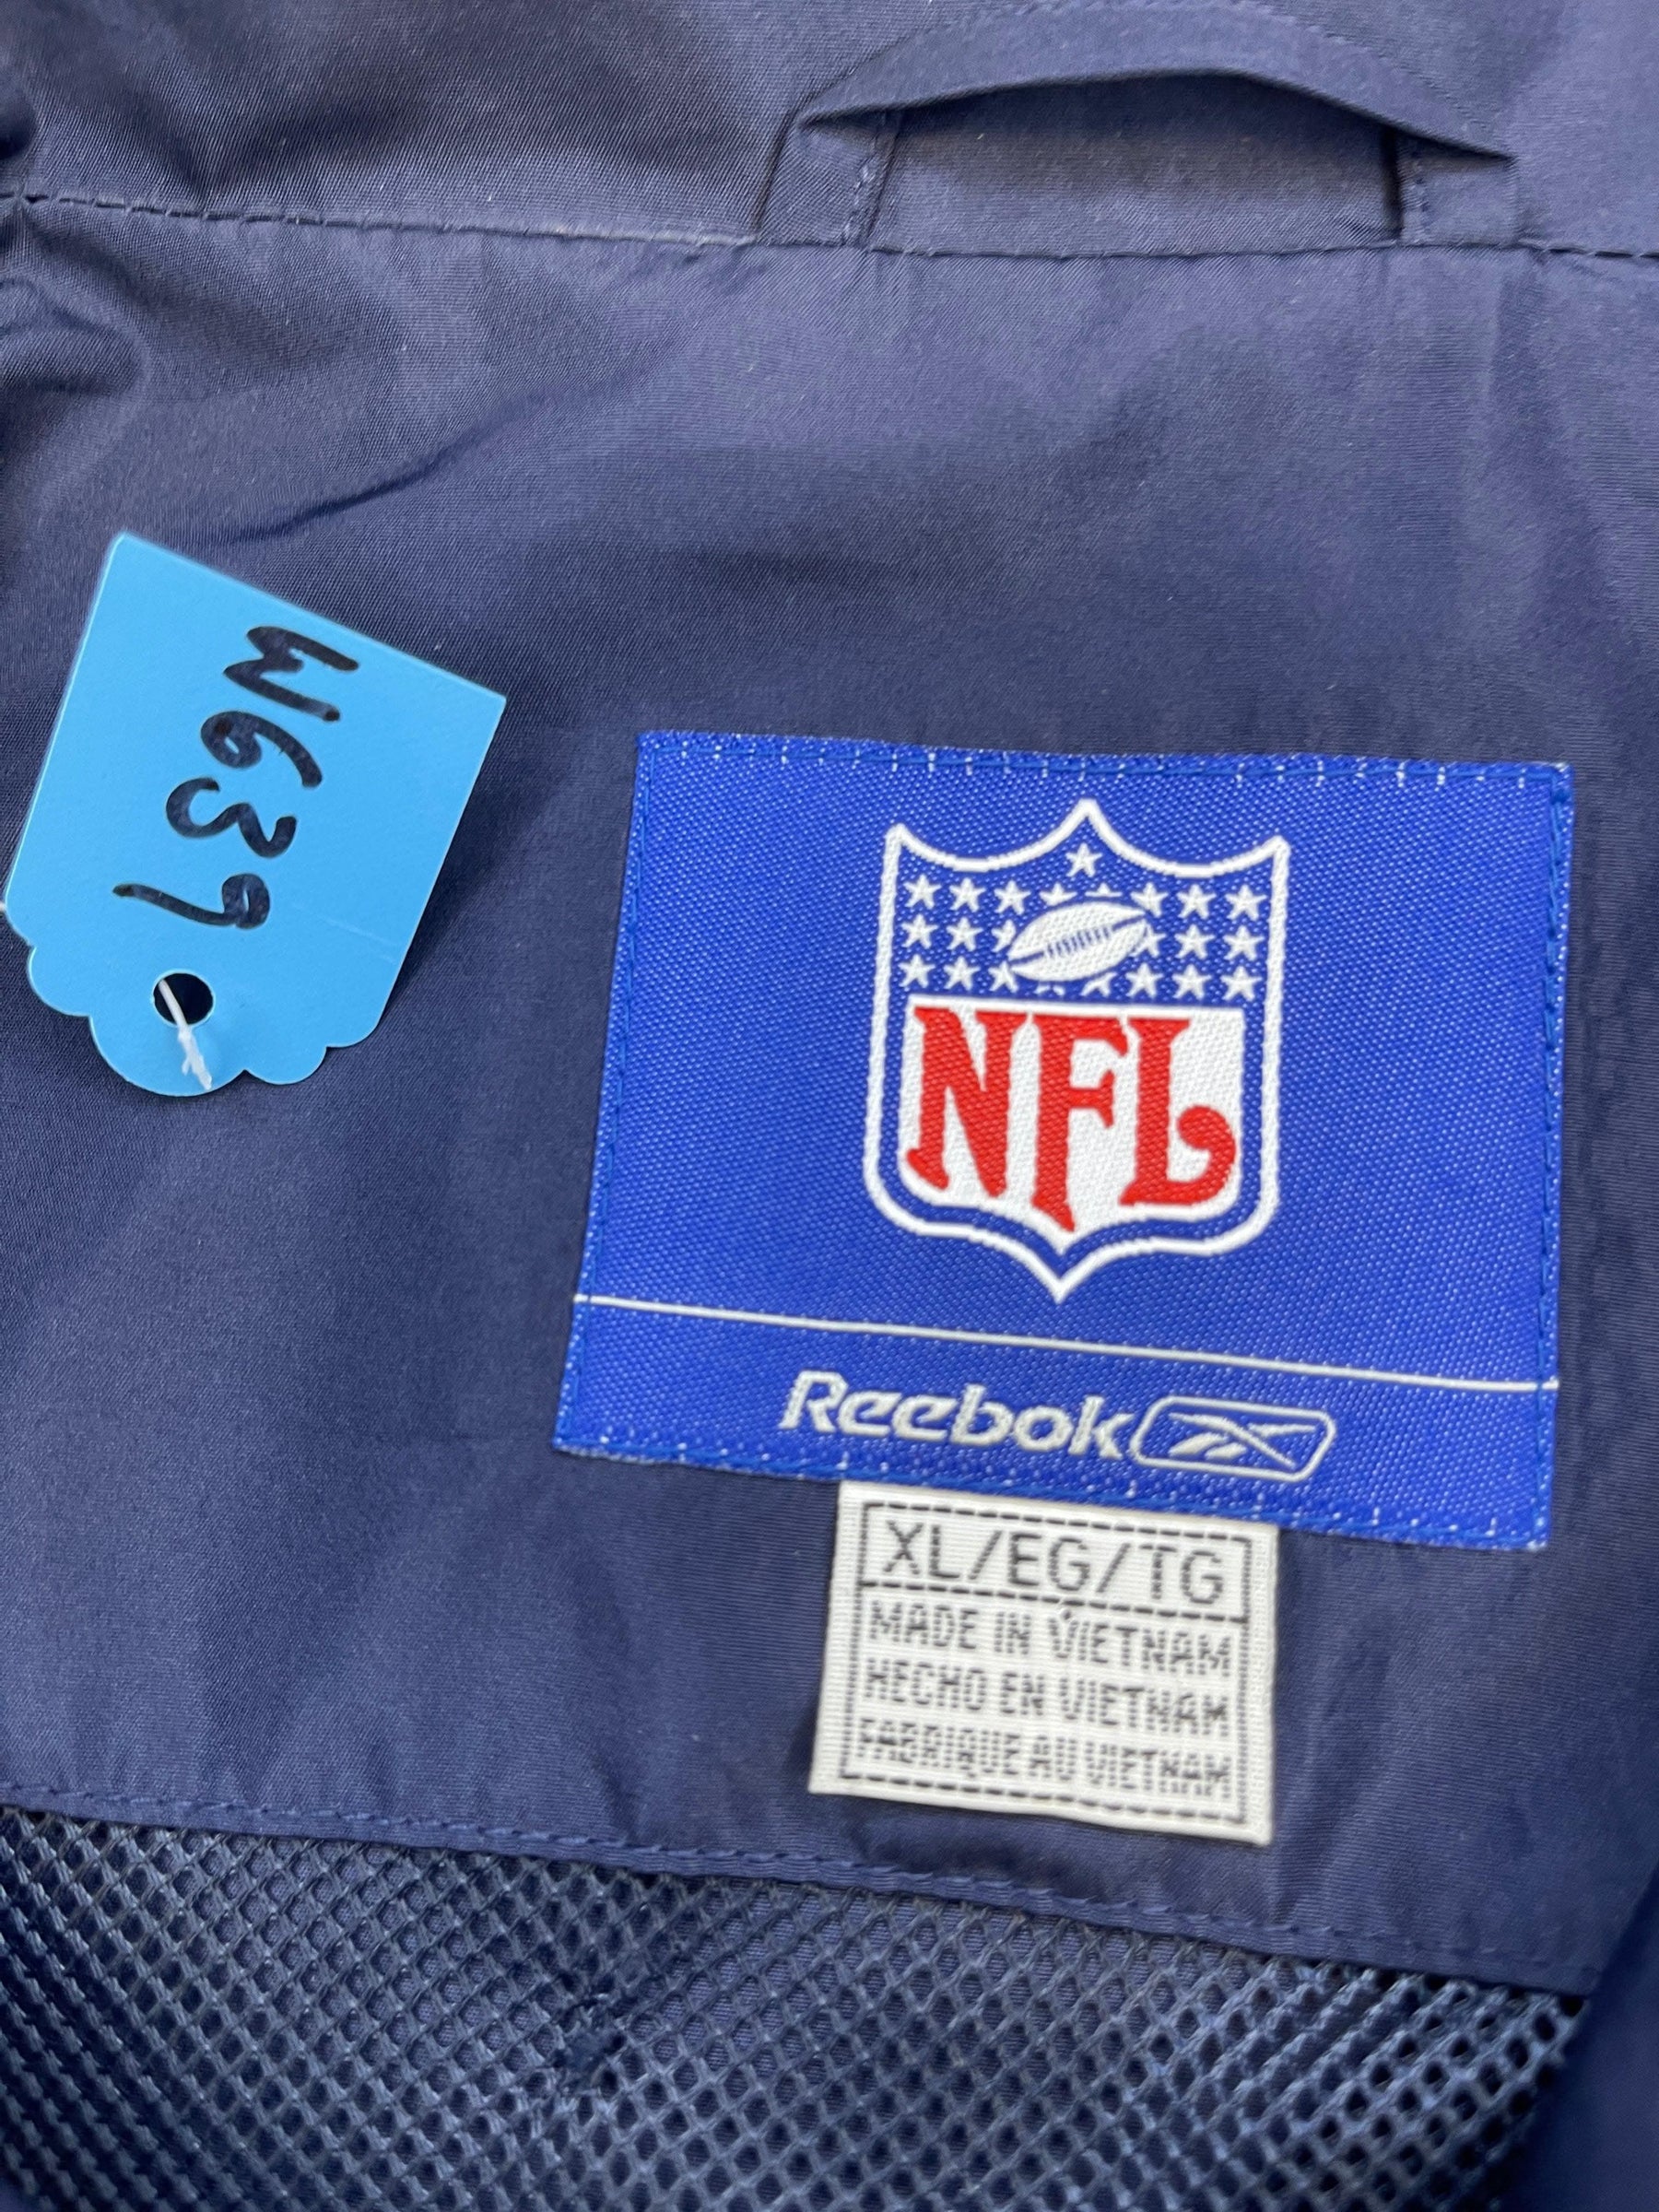 W639
NFL
Reebok
XL/EG/TG
MADE IN VIETNAM
HECHO EN VIETNAM
FABRIQUE AU VIETNAM